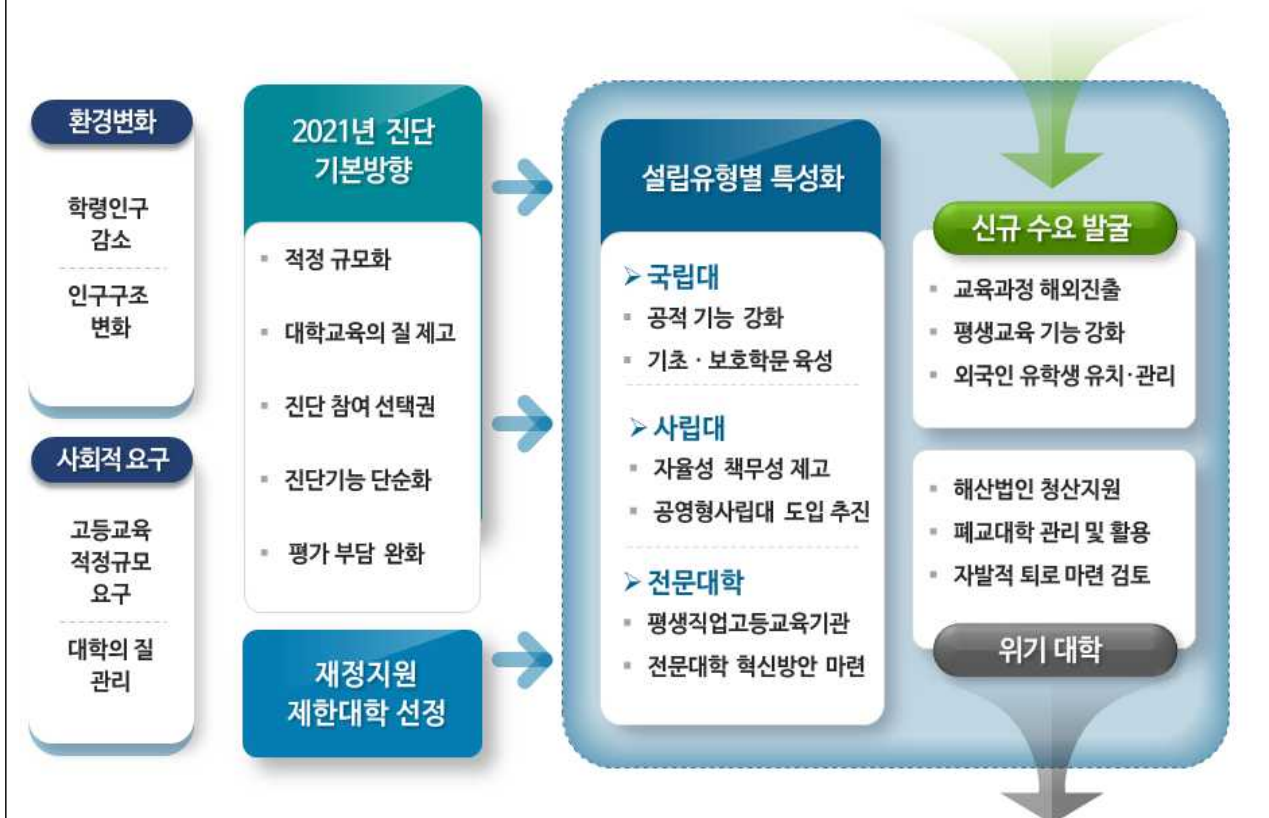 환경변화
학령인구
감소
인구구조
변화
사회적 요구
고등교육
적정규모
요구
대학의 질
관리
2021년 진단
기본방향
▪ 적정 규모화
▪ 대학교육의 질 제고
▪ 진단 참여 선택권
▪ 진단기능 단순화
▪ 평가 부담 완화
재정지원
제한대학 선정
설립유형별 특성화
➢ 국립대
▪ 공적 기능 강화
▪ 기초 · 보호학문 육성
➢ 사립대
▪ 자율성 책무성 제고
▪ 공영형사립대 도입 추진
➢ 전문대학
▪ 평생직업고등교육기관
▪ 전문대학 혁신방안 마련
신규 수요 발굴
▪ 교육과정 해외진출
▪ 평생교육 기능 강화
▪ 외국인 유학생 유치·관리
▪ 해산법인 청산지원
▪ 폐교대학 관리 및 활용
▪ 자발적 퇴로 마련 검토
위기 대학